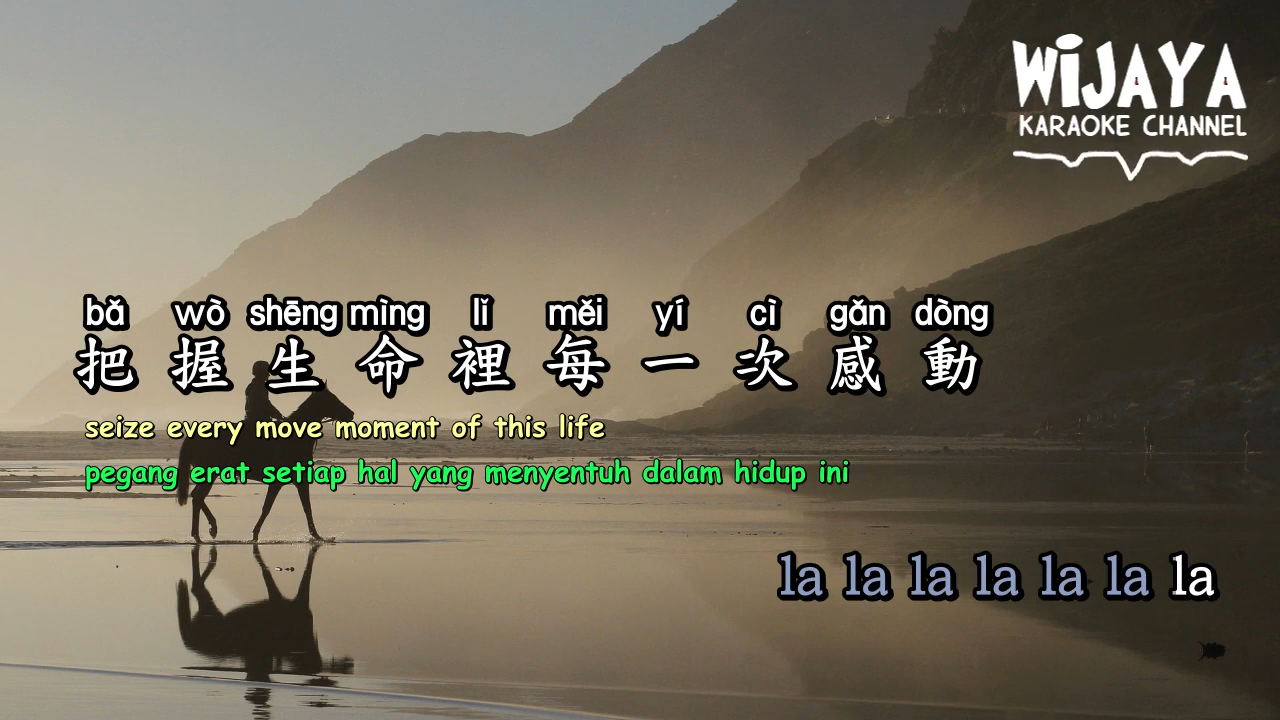 WiJAYA
KARAOKE CHANNEL
bǎ wò shēng mìng lǐ měi yí cì gǎn dòng
把握生命裡每一次感動
seize every move moment of this life
pegang erat setiap hal yang menyentuh dalam hidup ini
la la la la la la la